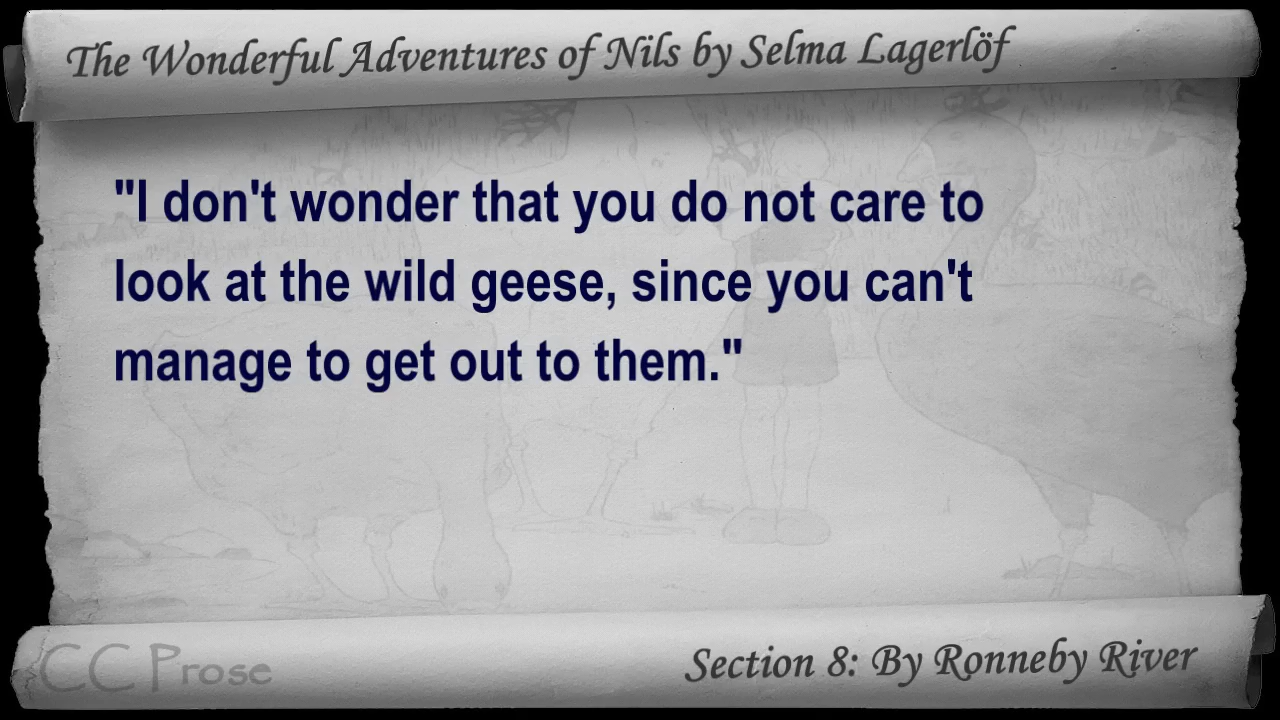 The Wonderful Adventures of Nils by Selma Lagerlöf
"I don't wonder that you do not care to
look at the wild geese, since you can't
manage to get out to them."
CC Prose
Section 8: By Ronneby River